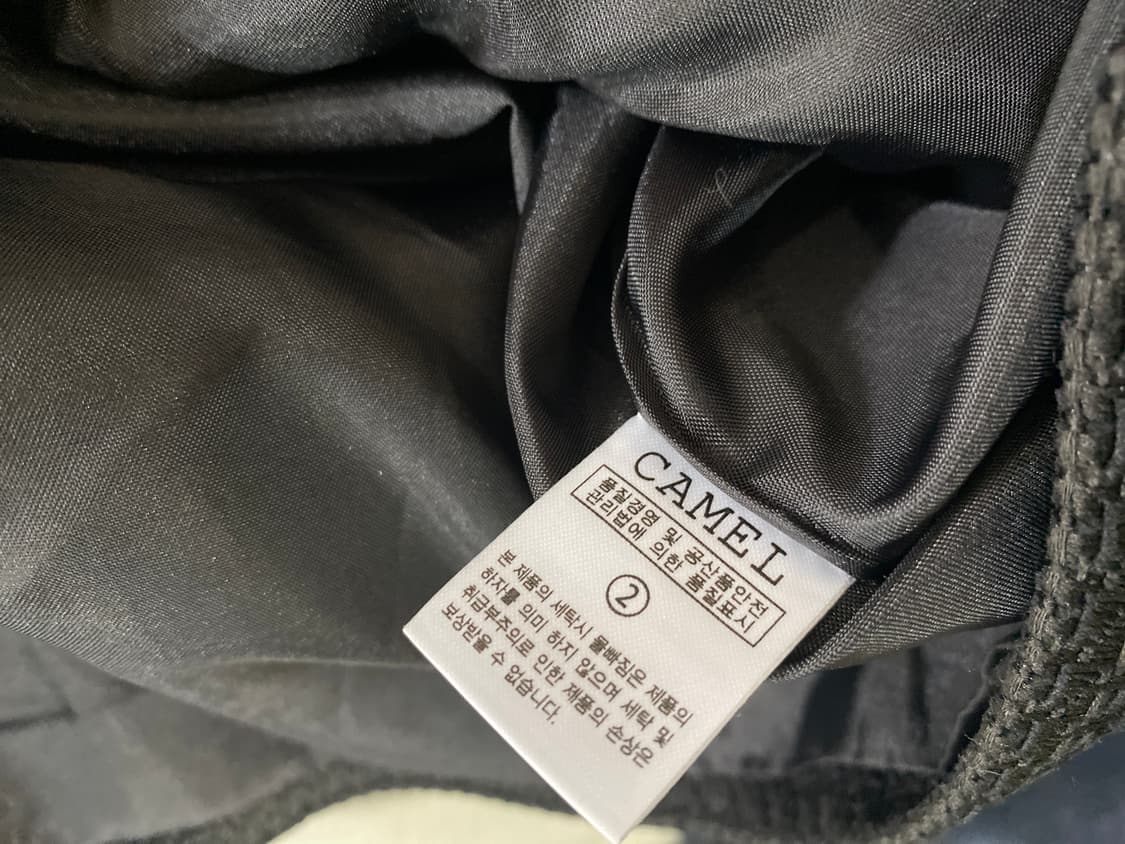 CAMEL
품질경영 및 공산품안전
관리법에 의한 품질표시
②
본 제품의 세탁시 물빠짐은 제품의
하자를 의미 하지 않으며 세탁 및
취급부주의로 인한 제품의 손상은
보상받을 수 없습니다.